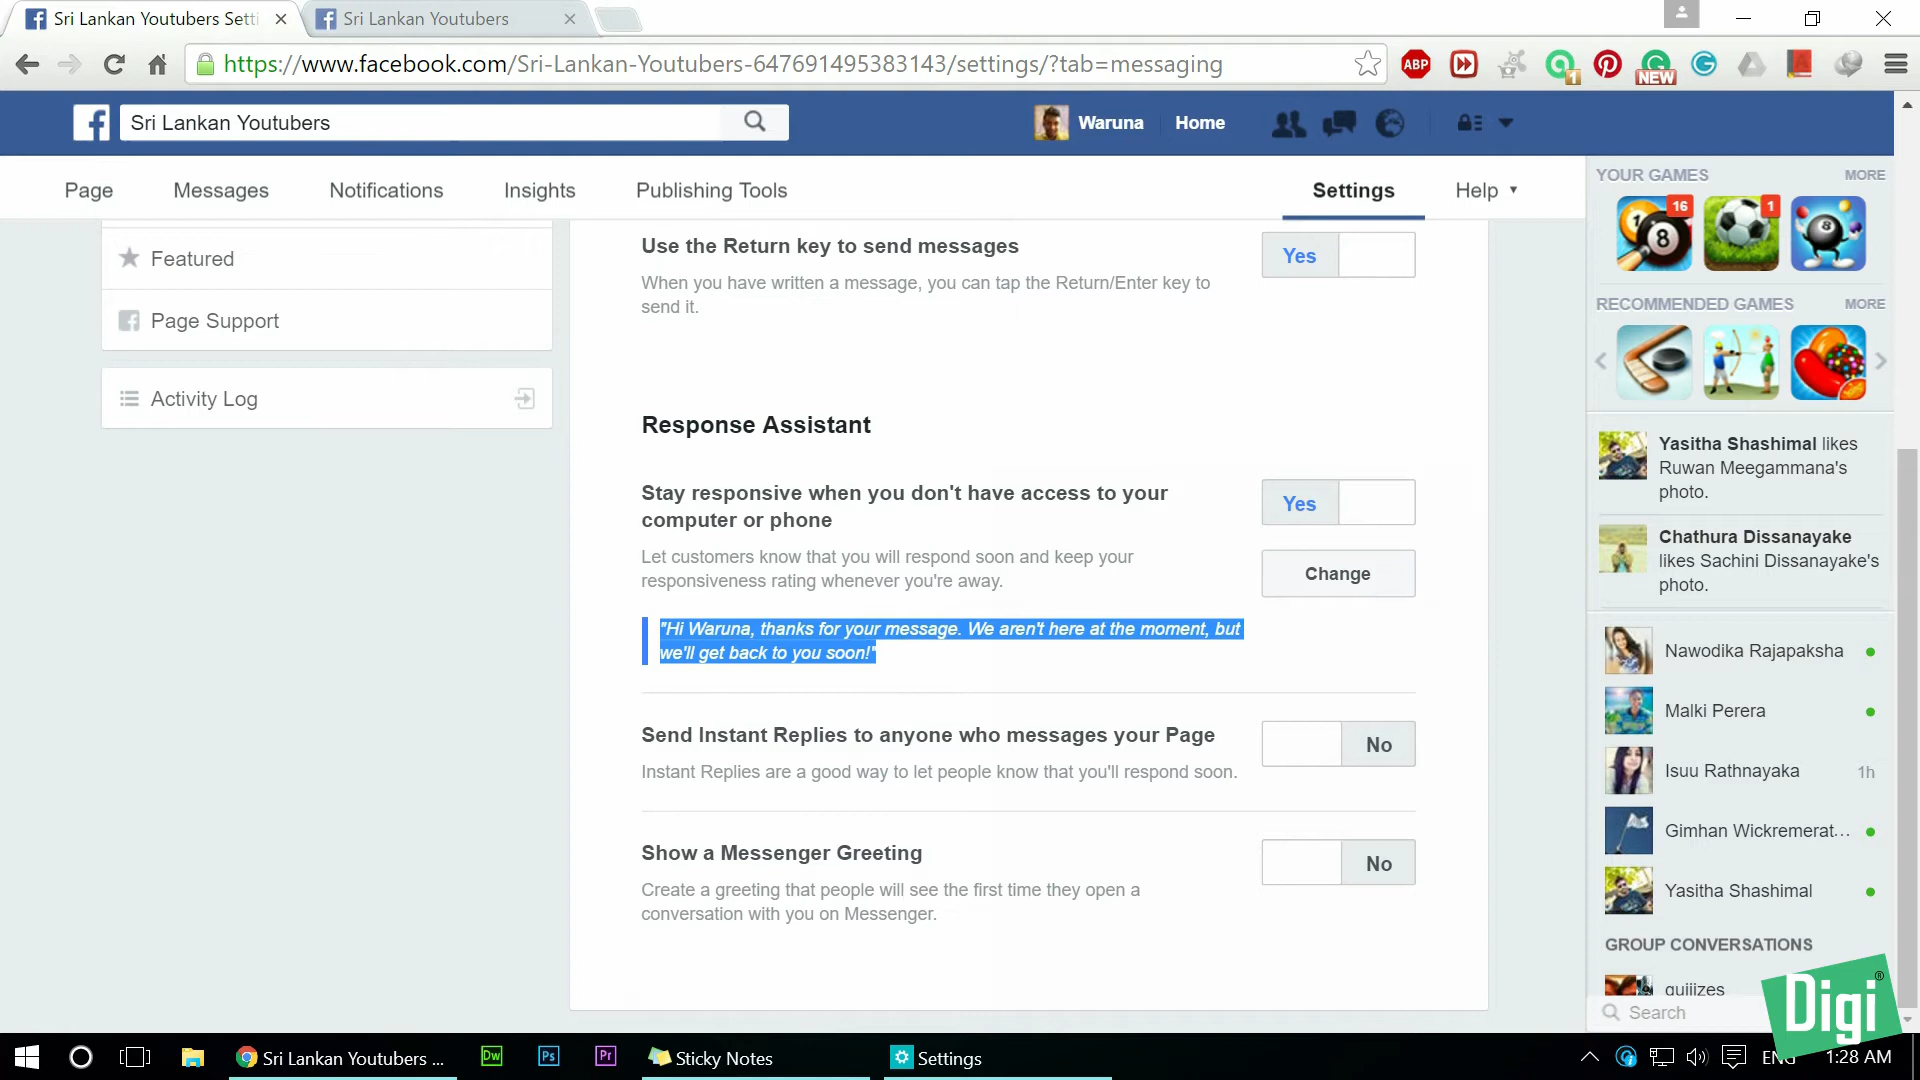 Sri Lankan Youtubers Setti
Sri Lankan Youtubers
https://www.facebook.com/Sri-Lankan-Youtubers-647691495383143/settings/?tab=messaging
ABP
1
NEW
Sri Lankan Youtubers
Waruna
Home
Page
Messages
Notifications
Insights
Publishing Tools
Settings
Help
Featured
Page Support
Activity Log
Use the Return key to send messages
Yes
When you have written a message, you can tap the Return/Enter key to
send it.
Response Assistant
Stay responsive when you don't have access to your
computer or phone
Yes
Let customers know that you will respond soon and keep your
responsiveness rating whenever you're away.
Change
"Hi Waruna, thanks for your message. We aren't here at the moment, but
we'll get back to you soon!"
Send Instant Replies to anyone who messages your Page
No
Instant Replies are a good way to let people know that you'll respond soon.
Show a Messenger Greeting
No
Create a greeting that people will see the first time they open a
conversation with you on Messenger.
YOUR GAMES
MORE
16
1
RECOMMENDED GAMES
MORE
Yasitha Shashimal likes
Ruwan Meegammana's
photo.
Chathura Dissanayake
likes Sachini Dissanayake's
photo.
Nawodika Rajapaksha
Malki Perera
Isuu Rathnayaka 1h
Gimhan Wickremerat...
Yasitha Shashimal
GROUP CONVERSATIONS
quiizes
Search
Digi
®
Sri Lankan Youtubers ...
Dw
Ps
Pr
Sticky Notes
Settings
ENG
1:28 AM